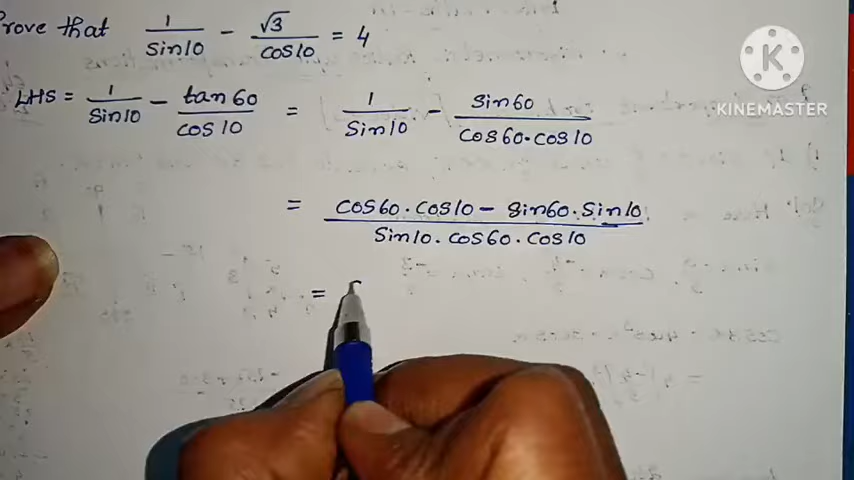 Prove that 1/sin10 - √3/cos10 = 4
LHS = 1/sin10 - tan60/cos10 = 1/sin10 - sin60/cos60·cos10
= cos60·cos10 - sin60·sin10 / sin10·cos60·cos10
=
KINEMASTER